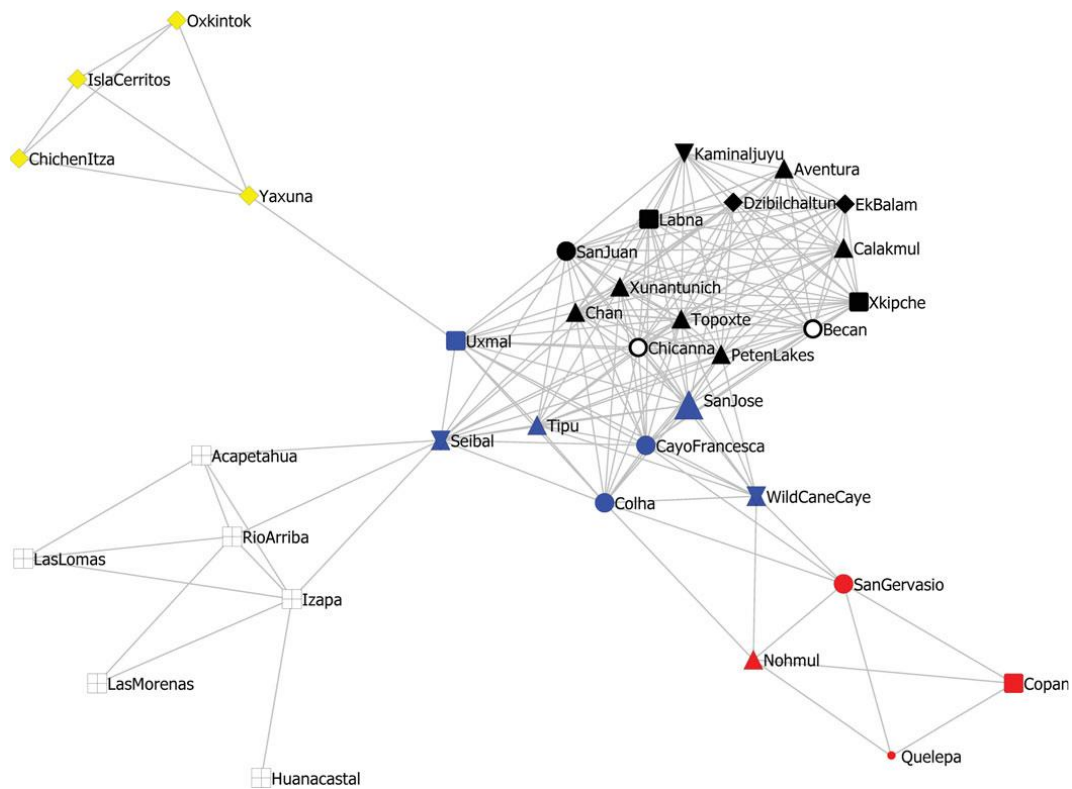 Oxkintok
IslaCerritos
ChichenItza
Yaxuna
Kaminaljuyu
Aventura
Dzibilchaltun
EkBalam
Labna
SanJuan
Calakmul
Xunantunich
Xkipche
Chan
Topoxte
Becan
Uxmal
Chicanna
PetenLakes
SanJose
Tipu
Seibal
CayoFrancesca
Acapetahua
WildCaneCaye
Colha
RioArriba
LasLomas
SanGervasio
Izapa
Nohmul
LasMorenas
Copan
Quelepa
Huanacastal